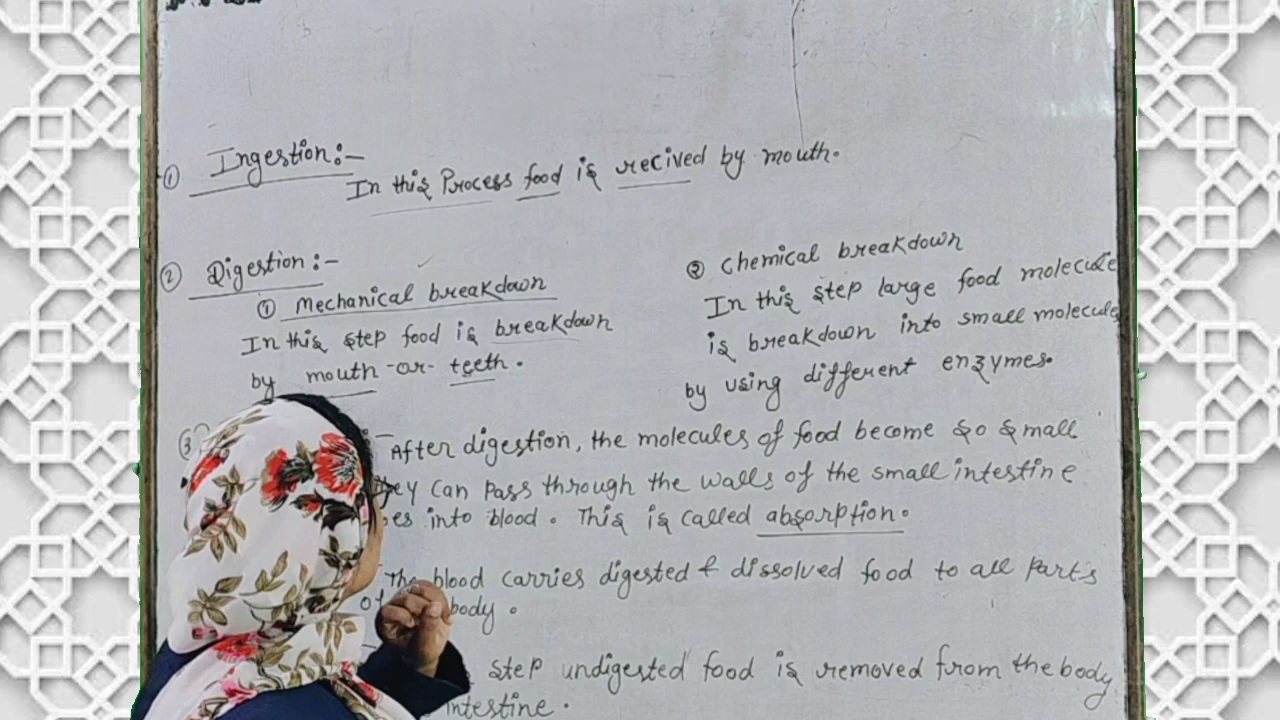 ① Ingestion:-
In this Process food is recived by mouth.
② Digestion:-
① Mechanical breakdown
In this step food is breakdown
by mouth -or- teeth.
② Chemical breakdown
In this step large food molecule
is breakdown into small molecule
by using different enzymes.
③
After digestion, the molecules of food become so small
can pass through the walls of the small intestine
into blood. This is called absorption.
The blood carries digested & dissolved food to all parts
of body.
step undigested food is removed from the body
intestine.